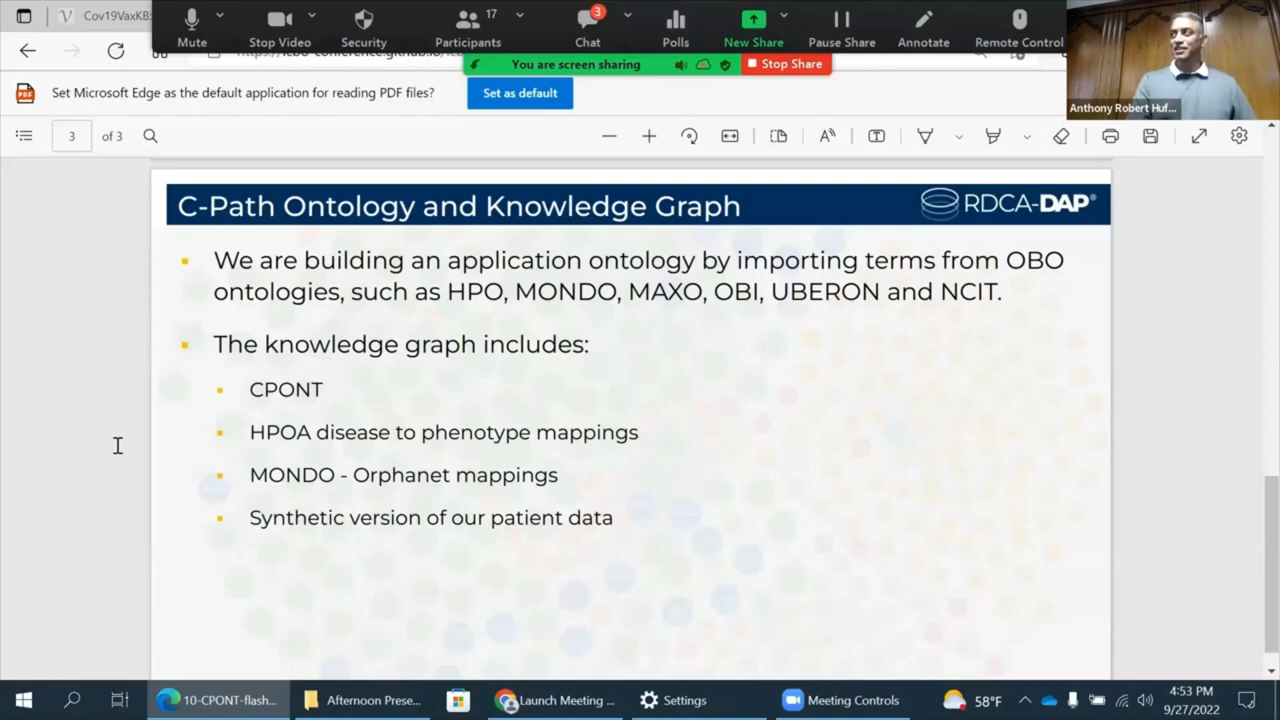 Cov19VaxKB:
Mute
Stop Video
Security
17
Participants
3
Chat
Polls
New Share
Pause Share
Annotate
Remote Control
You are screen sharing
Stop Share
Anthony Robert Huf...
PDF
Set Microsoft Edge as the default application for reading PDF files?
Set as default
3
of 3
C-Path Ontology and Knowledge Graph
RDCA-DAP®
We are building an application ontology by importing terms from OBO
ontologies, such as HPO, MONDO, MAXO, OBI, UBERON and NCIT.
The knowledge graph includes:
CPONT
HPOA disease to phenotype mappings
MONDO - Orphanet mappings
Synthetic version of our patient data
10-CPONT-flash...
Afternoon Prese...
Launch Meeting ...
Settings
Meeting Controls
58°F
4:53 PM
9/27/2022